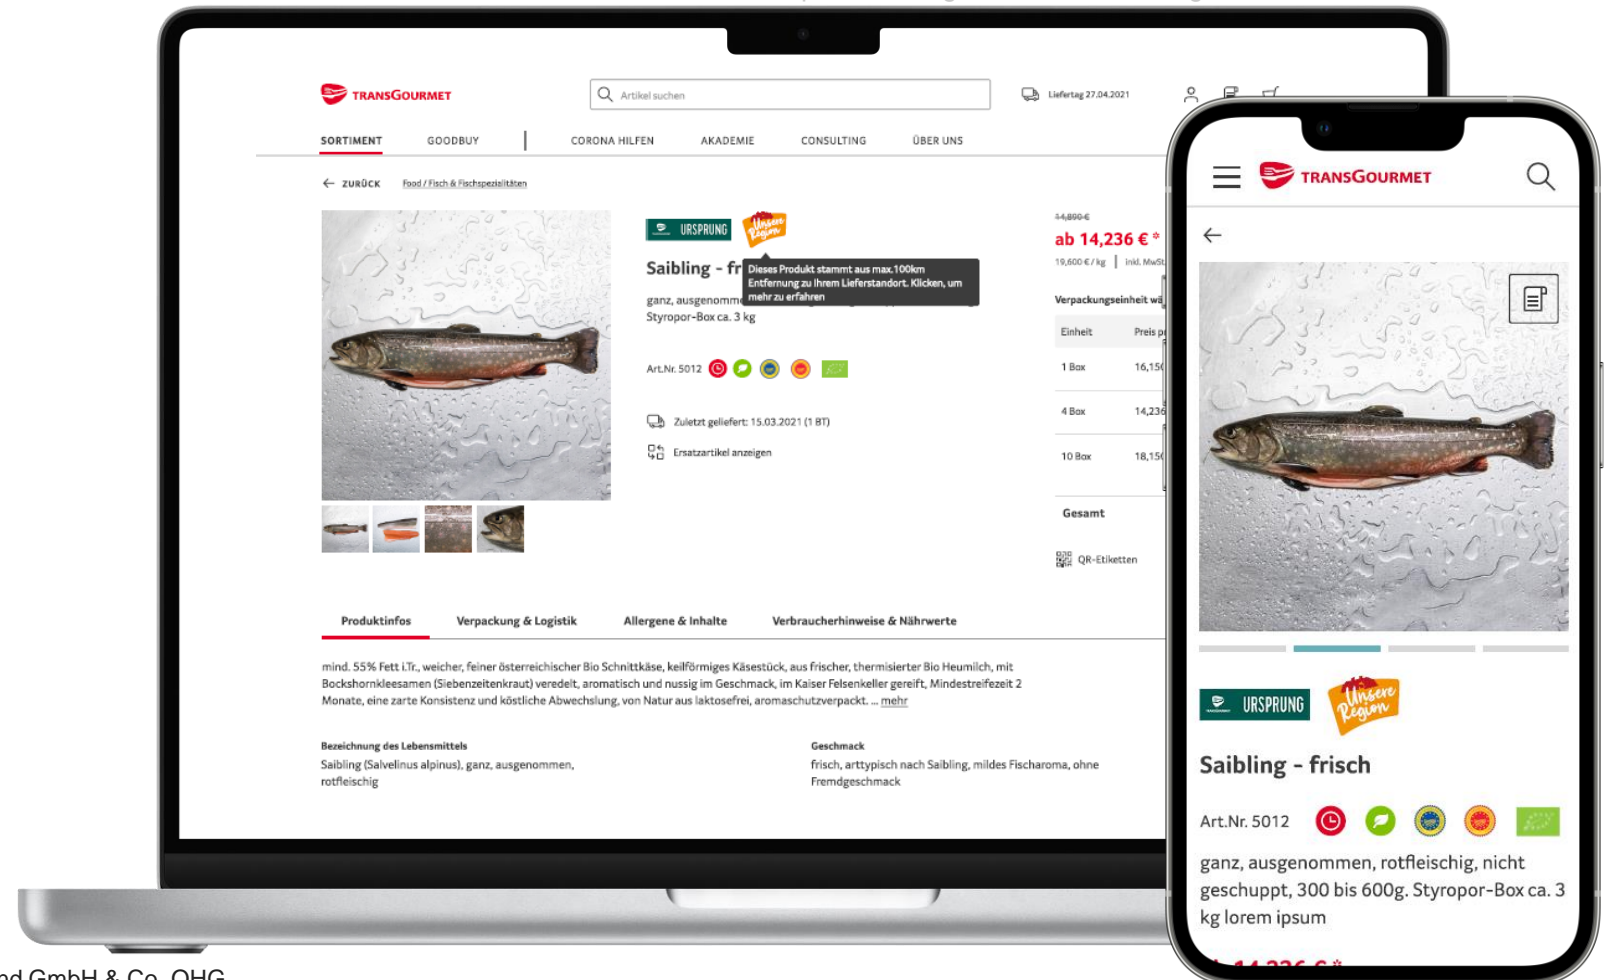 TRANSGOURMET
Artikel suchen
Liefertag 27.04.2021
SORTIMENT
GOODBUY
CORONA HILFEN
AKADEMIE
CONSULTING
ÜBER UNS
ZURÜCK
Food / Fisch & Fischspezialitäten
URSPRUNG
Unsere
Region
Saibling - fr
Dieses Produkt stammt aus max.100km
Entfernung zu Ihrem Lieferstandort. Klicken, um
mehr zu erfahren
ganz, ausgenomme
Styropor-Box ca. 3 kg
Art.Nr. 5012
Zuletzt geliefert: 15.03.2021 (1 BT)
Ersatzartikel anzeigen
14,890 €
ab 14,236 € *
19,600 € / kg
inkl. MwSt.
Verpackungseinheit wä
Einheit
Preis p
1 Box
16,150
4 Box
14,236
10 Box
18,150
Gesamt
QR-Etiketten
Produktinfos
Verpackung & Logistik
Allergene & Inhalte
Verbraucherhinweise & Nährwerte
mind. 55% Fett i.Tr., weicher, feiner österreichischer Bio Schnittkäse, keilförmiges Käsestück, aus frischer, thermisierter Bio Heumilch, mit
Bockshornkleesamen (Siebenzeitenkraut) veredelt, aromatisch und nussig im Geschmack, im Kaiser Felsenkeller gereift, Mindestreifezeit 2
Monate, eine zarte Konsistenz und köstliche Abwechslung, von Natur aus laktosefrei, aromaschutzverpackt. ... mehr
Bezeichnung des Lebensmittels
Saibling (Salvelinus alpinus), ganz, ausgenommen,
rotfleischig
Geschmack
frisch, arttypisch nach Saibling, mildes Fischaroma, ohne
Fremdgeschmack
TRANSGOURMET
URSPRUNG
Unsere
Region
Saibling - frisch
Art.Nr. 5012
ganz, ausgenommen, rotfleischig, nicht
geschuppt, 300 bis 600g. Styropor-Box ca. 3
kg lorem ipsum
14,236 € *
nd GmbH & Co. OHG